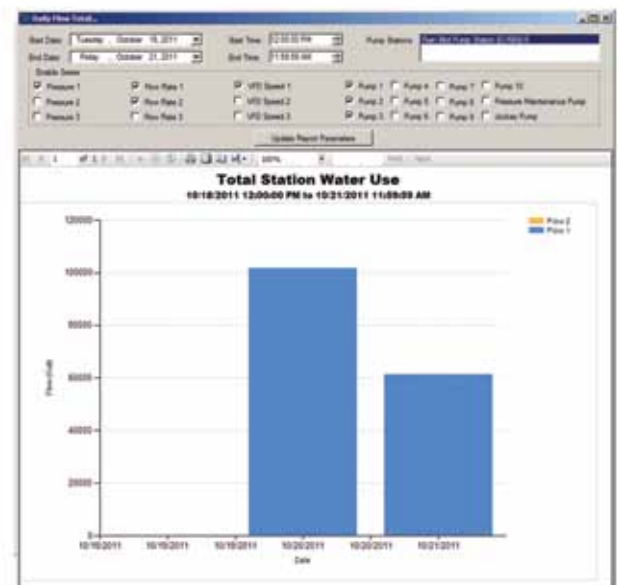 Daily Flow Total...
Start Date: Tuesday , October 18, 2011 Start Time: 12:00:00 PM Pump Stations:
End Date: Friday , October 21, 2011 End Time: 11:59:59 AM
Enable Series
Pressure 1 Flow Rate 1 VFD Speed 1 Pump 1 Pump 4 Pump 7 Pump 10
Pressure 2 Flow Rate 2 VFD Speed 2 Pump 2 Pump 5 Pump 8 Pressure Maintenance Pump
Pressure 3 Flow Rate 3 VFD Speed 3 Pump 3 Pump 6 Pump 9 Jockey Pump
Update Report Parameters
1 of 1 100% Find Next
Total Station Water Use
10/18/2011 12:00:00 PM to 10/21/2011 11:59:59 AM
Flow 2
Flow 1
120000
100000
80000
60000
40000
20000
0
10/18/2011 10/19/2011 10/19/2011 10/20/2011 10/20/2011 10/21/2011
Date